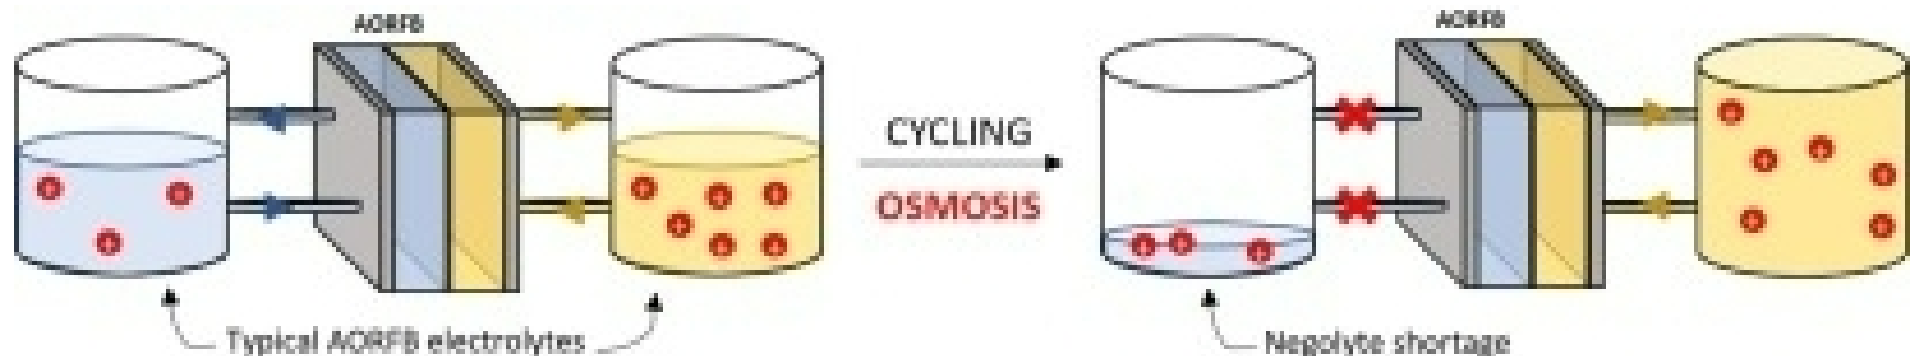 AORFB
AORFB
CYCLING
OSMOSIS
Typical AORFB electrolytes
Negolyte shortage